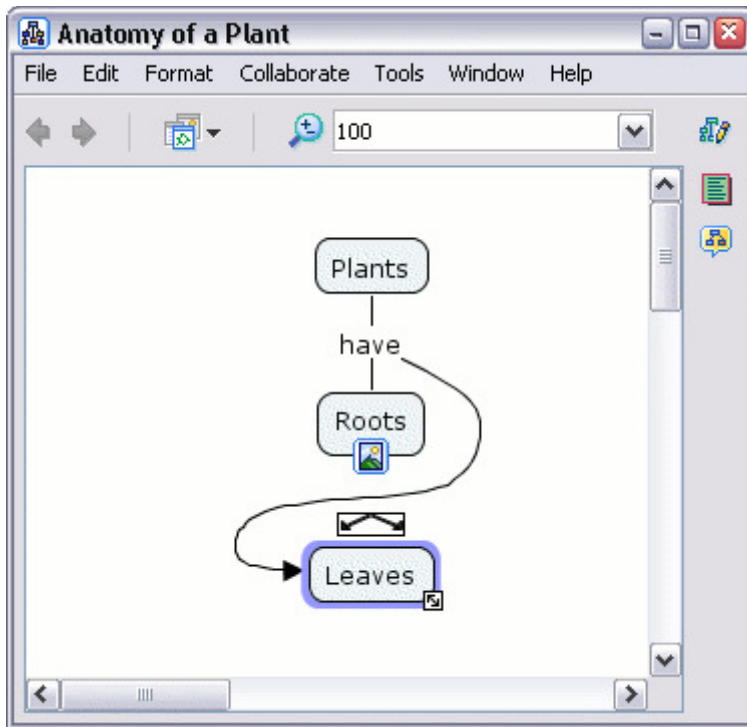 Anatomy of a Plant
File Edit Format Collaborate Tools Window Help
100
Plants
have
Roots
Leaves